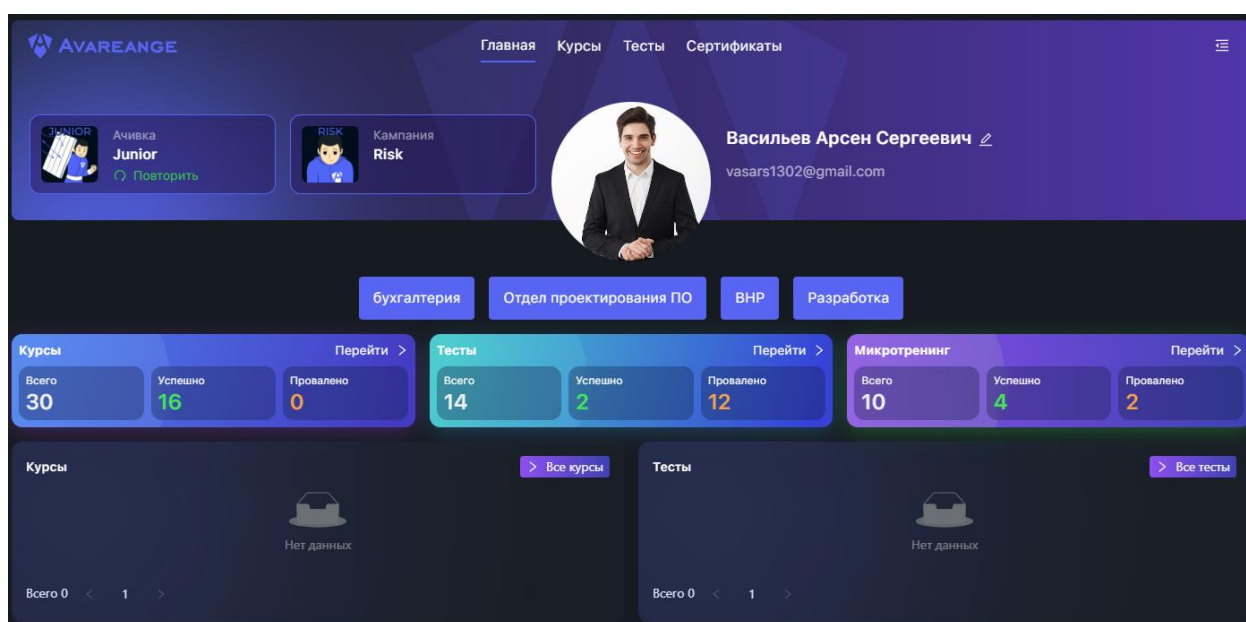 AVAREANGE
Главная Курсы Тесты Сертификаты
JUNIOR
Ачивка
Junior
Повторить
RISK
Кампания
Risk
Васильев Арсен Сергеевич
vasars1302@gmail.com
бухгалтерия Отдел проектирования ПО ВНР Разработка
Курсы Перейти >
Всего Успешно Провалено
30 16 0
Тесты Перейти >
Всего Успешно Провалено
14 2 12
Микротренинг Перейти >
Всего Успешно Провалено
10 4 2
Курсы > Все курсы
Нет данных
Всего 0 < 1 >
Тесты > Все тесты
Нет данных
Всего 0 < 1 >